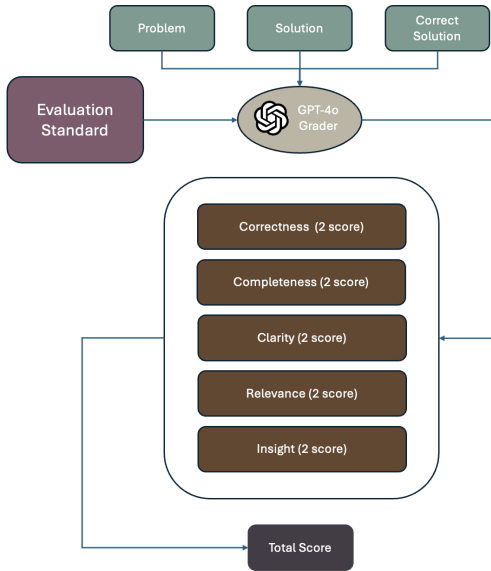 Problem
Solution
Correct
Solution
Evaluation
Standard
GPT-4o
Grader
Correctness (2 score)
Completeness (2 score)
Clarity (2 score)
Relevance (2 score)
Insight (2 score)
Total Score